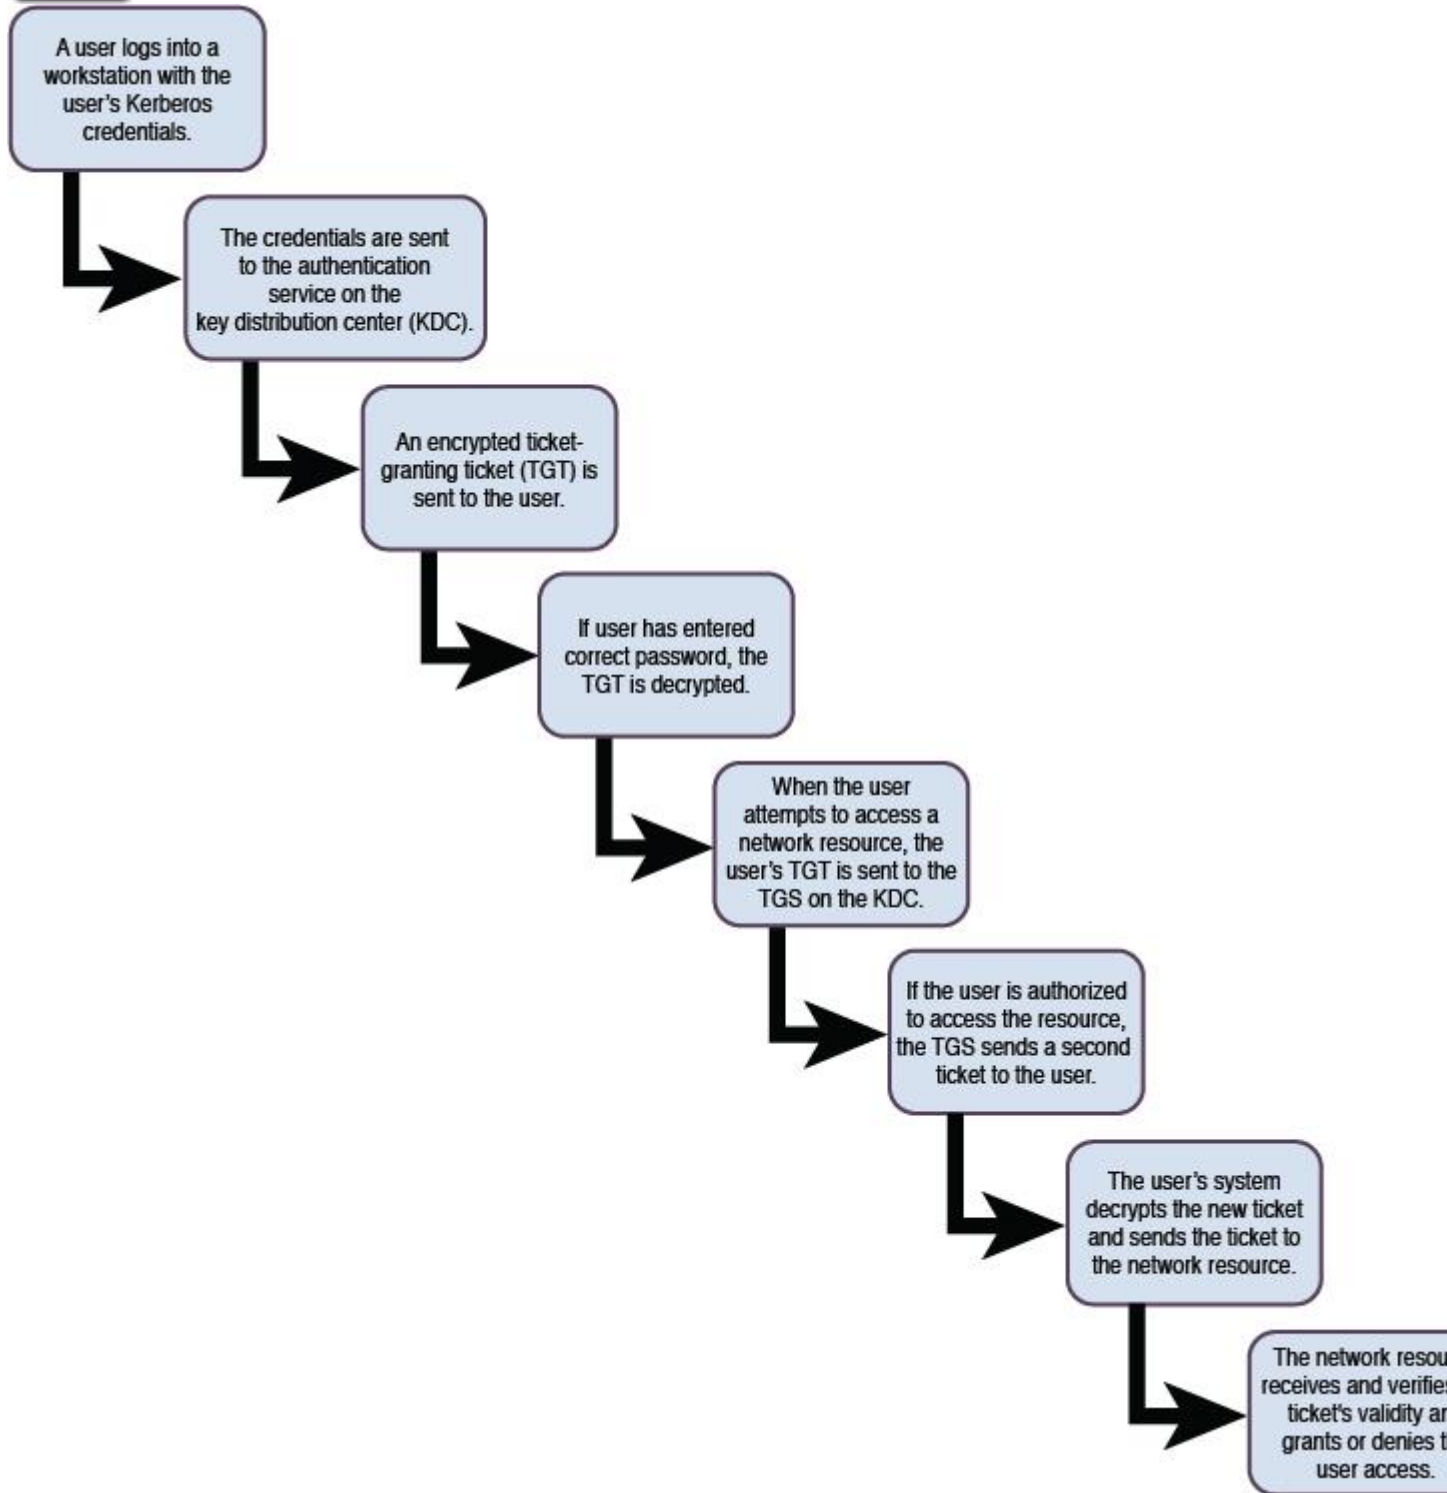 A user logs into a
workstation with the
user's Kerberos
credentials.
The credentials are sent
to the authentication
service on the
key distribution center (KDC).
An encrypted ticket-
granting ticket (TGT) is
sent to the user.
If user has entered
correct password, the
TGT is decrypted.
When the user
attempts to access a
network resource, the
user's TGT is sent to the
TGS on the KDC.
If the user is authorized
to access the resource,
the TGS sends a second
ticket to the user.
The user's system
decrypts the new ticket
and sends the ticket to
the network resource.
The network
receives and
ticket's validity
grants or denies
user access.